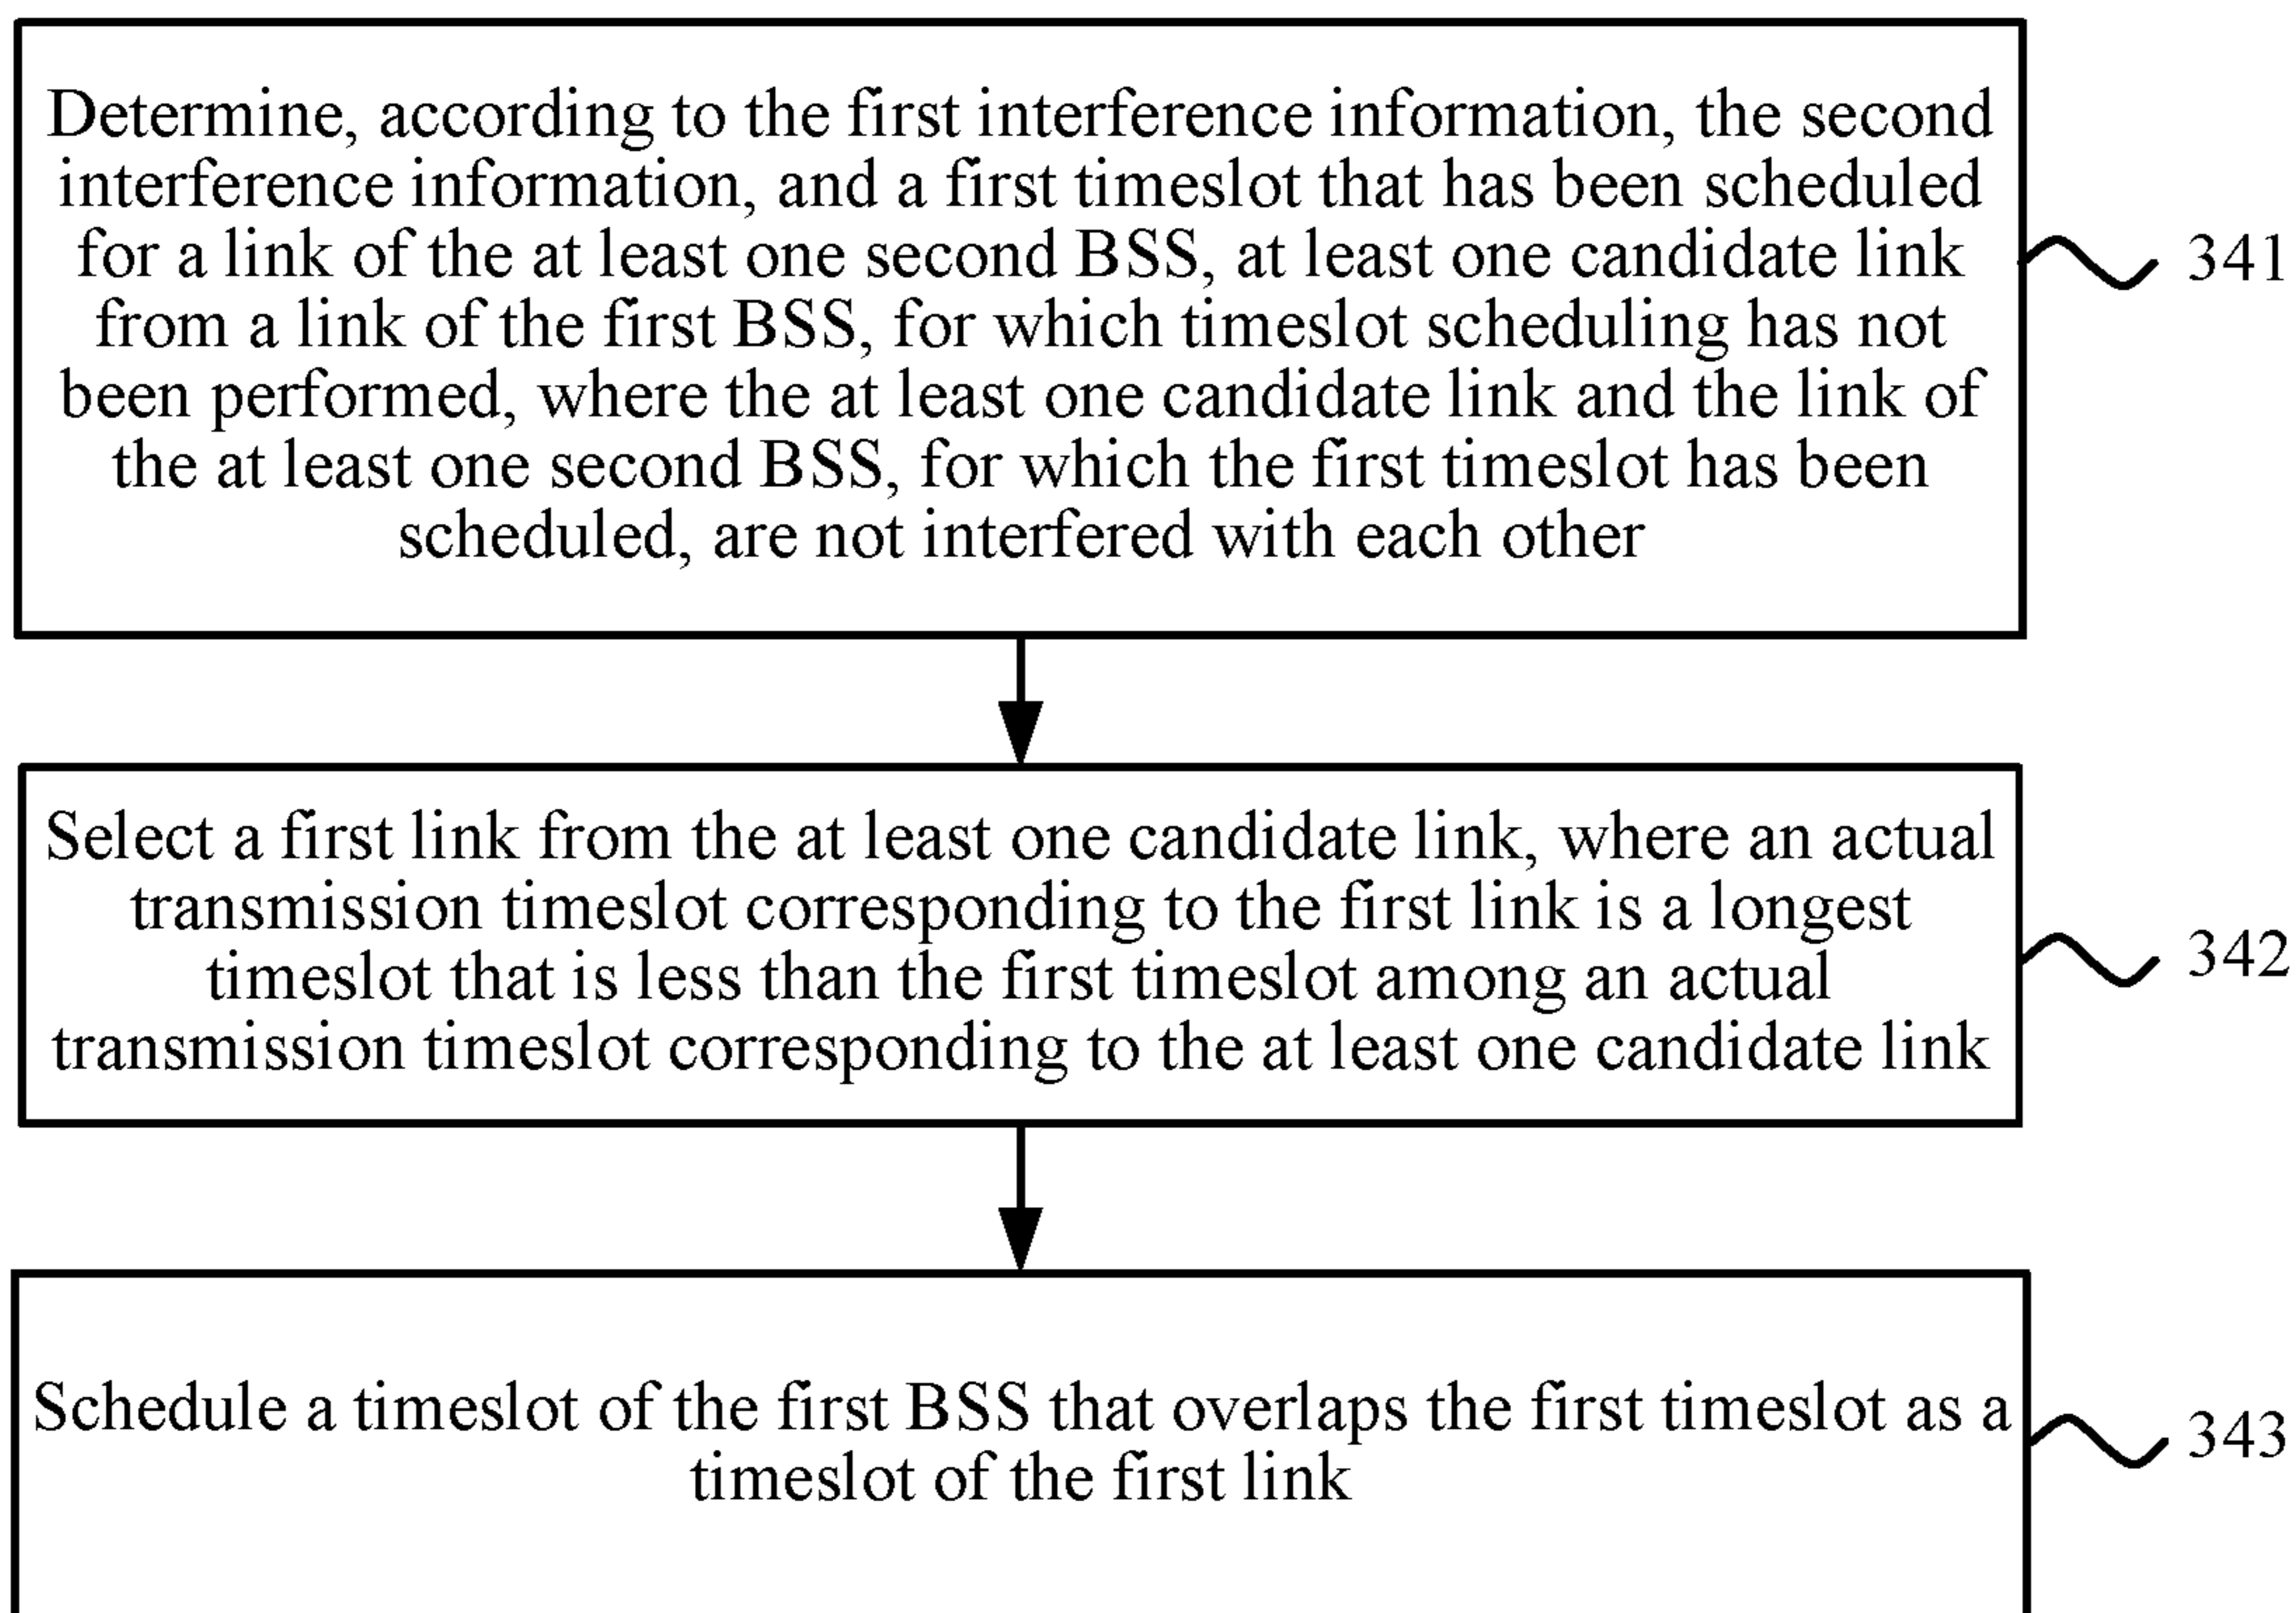 Determine, according to the first interference information, the second
interference information, and a first timeslot that has been scheduled
for a link of the at least one second BSS, at least one candidate link
from a link of the first BSS, for which timeslot scheduling has not
been performed, where the at least one candidate link and the link of
the at least one second BSS, for which the first timeslot has been
scheduled, are not interfered with each other
341
Select a first link from the at least one candidate link, where an actual
transmission timeslot corresponding to the first link is a longest
timeslot that is less than the first timeslot among an actual
transmission timeslot corresponding to the at least one candidate link
342
Schedule a timeslot of the first BSS that overlaps the first timeslot as a
timeslot of the first link
343